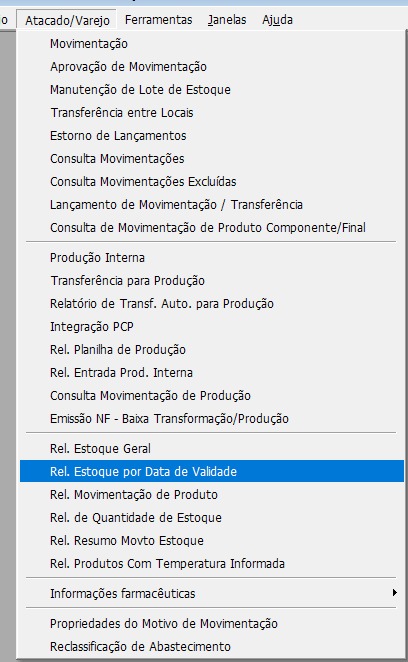 o Atacado/Varejo Ferramentas Janelas Ajuda
Movimentação
Aprovação de Movimentação
Manutenção de Lote de Estoque
Transferência entre Locais
Estorno de Lançamentos
Consulta Movimentações
Consulta Movimentações Excluídas
Lançamento de Movimentação / Transferência
Consulta de Movimentação de Produto Componente/Final
Produção Interna
Transferência para Produção
Relatório de Transf. Auto. para Produção
Integração PCP
Rel. Planilha de Produção
Rel. Entrada Prod. Interna
Consulta Movimentação de Produção
Emissão NF - Baixa Transformação/Produção
Rel. Estoque Geral
Rel. Estoque por Data de Validade
Rel. Movimentação de Produto
Rel. de Quantidade de Estoque
Rel. Resumo Movto Estoque
Rel. Produtos Com Temperatura Informada
Informações farmacêuticas
Propriedades do Motivo de Movimentação
Reclassificação de Abastecimento